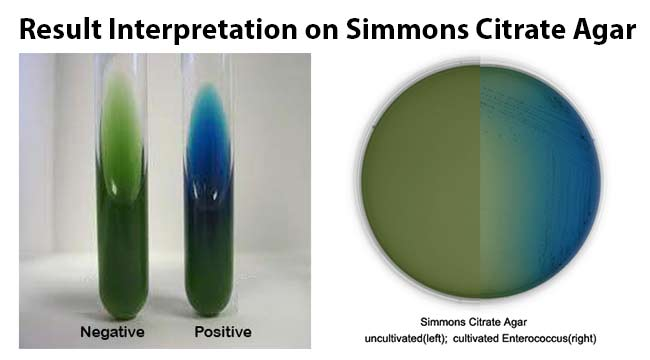 Result Interpretation on Simmons Citrate Agar
Negative
Positive
Simmons Citrate Agar
uncultivated(left); cultivated Enterococcus(right)